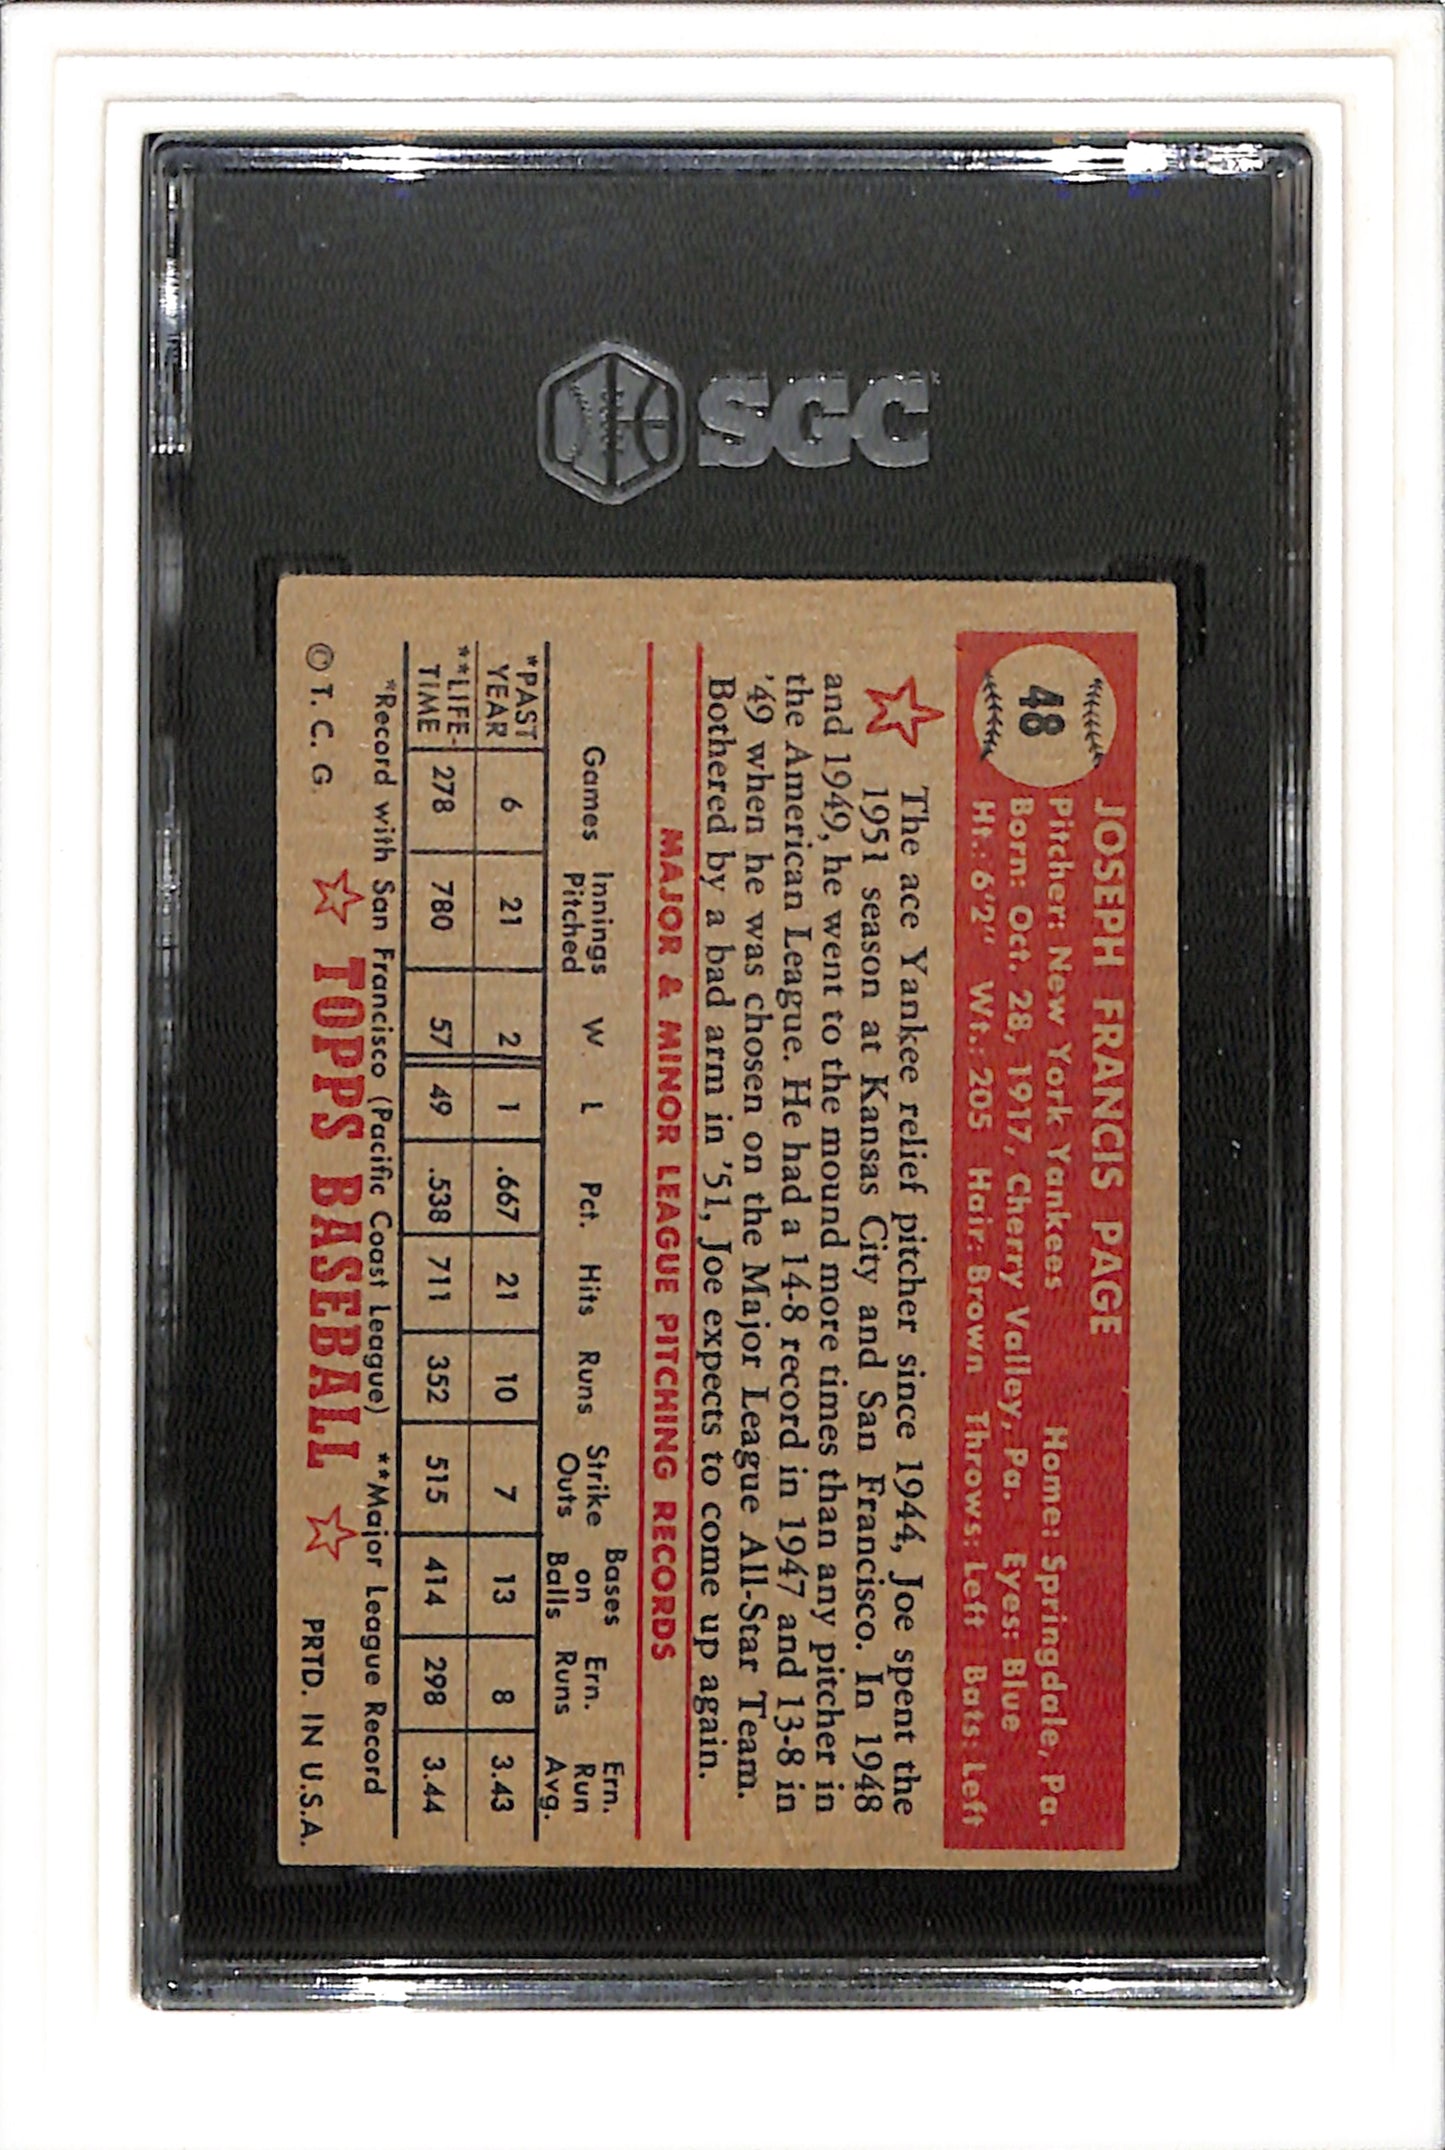 SGC
48
JOSEPH FRANCIS PAGE
Pitcher: New York Yankees Home: Springdale, Pa.
Born: Oct. 28, 1917, Cherry Valley, Pa. Eyes: Blue
Ht.: 6'2" Wt.: 205 Hair: Brown Throws: Left Bats: Left
The ace Yankee relief pitcher since 1944, Joe spent the
1951 season at Kansas City and San Francisco. In 1948
and 1949, he went to the mound more times than any pitcher in
the American League. He had a 14-8 record in 1947 and 13-8 in
'49 when he was chosen on the Major League All-Star Team.
Bothered by a bad arm in '51, Joe expects to come up again.
MAJOR & MINOR LEAGUE PITCHING RECORDS
Games Innings Pitched W L Pct. Hits Runs Strike Outs Bases on Balls Ern. Runs Ern. Run Avg.
*PAST YEAR 6 21 2 1 .667 21 10 7 13 8 3.43
**LIFE-TIME 278 780 57 49 .538 711 352 515 414 298 3.44
*Record with San Francisco (Pacific Coast League) **Major League Record
© T. C. G. TOPPS BASEBALL PRTD. IN U.S.A.